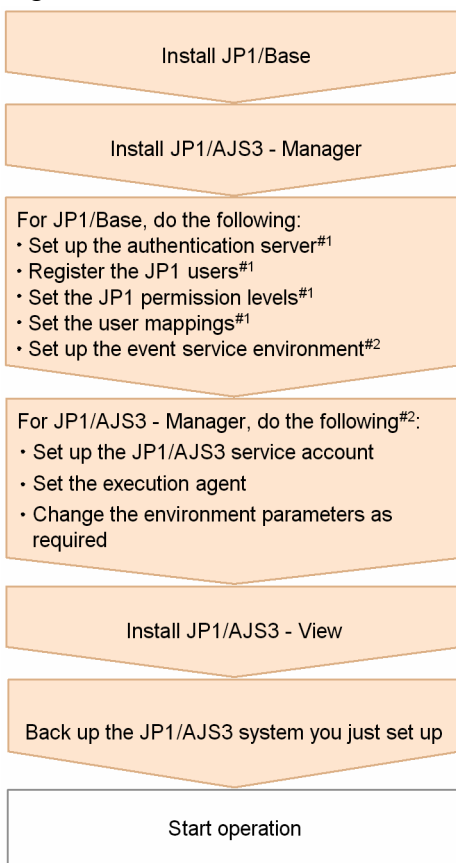 Install JP1/Base
Install JP1/AJS3 - Manager
For JP1/Base, do the following:
• Set up the authentication server#1
• Register the JP1 users#1
• Set the JP1 permission levels#1
• Set the user mappings#1
• Set up the event service environment#2
For JP1/AJS3 - Manager, do the following#2:
• Set up the JP1/AJS3 service account
• Set the execution agent
• Change the environment parameters as
required
Install JP1/AJS3 - View
Back up the JP1/AJS3 system you just set up
Start operation